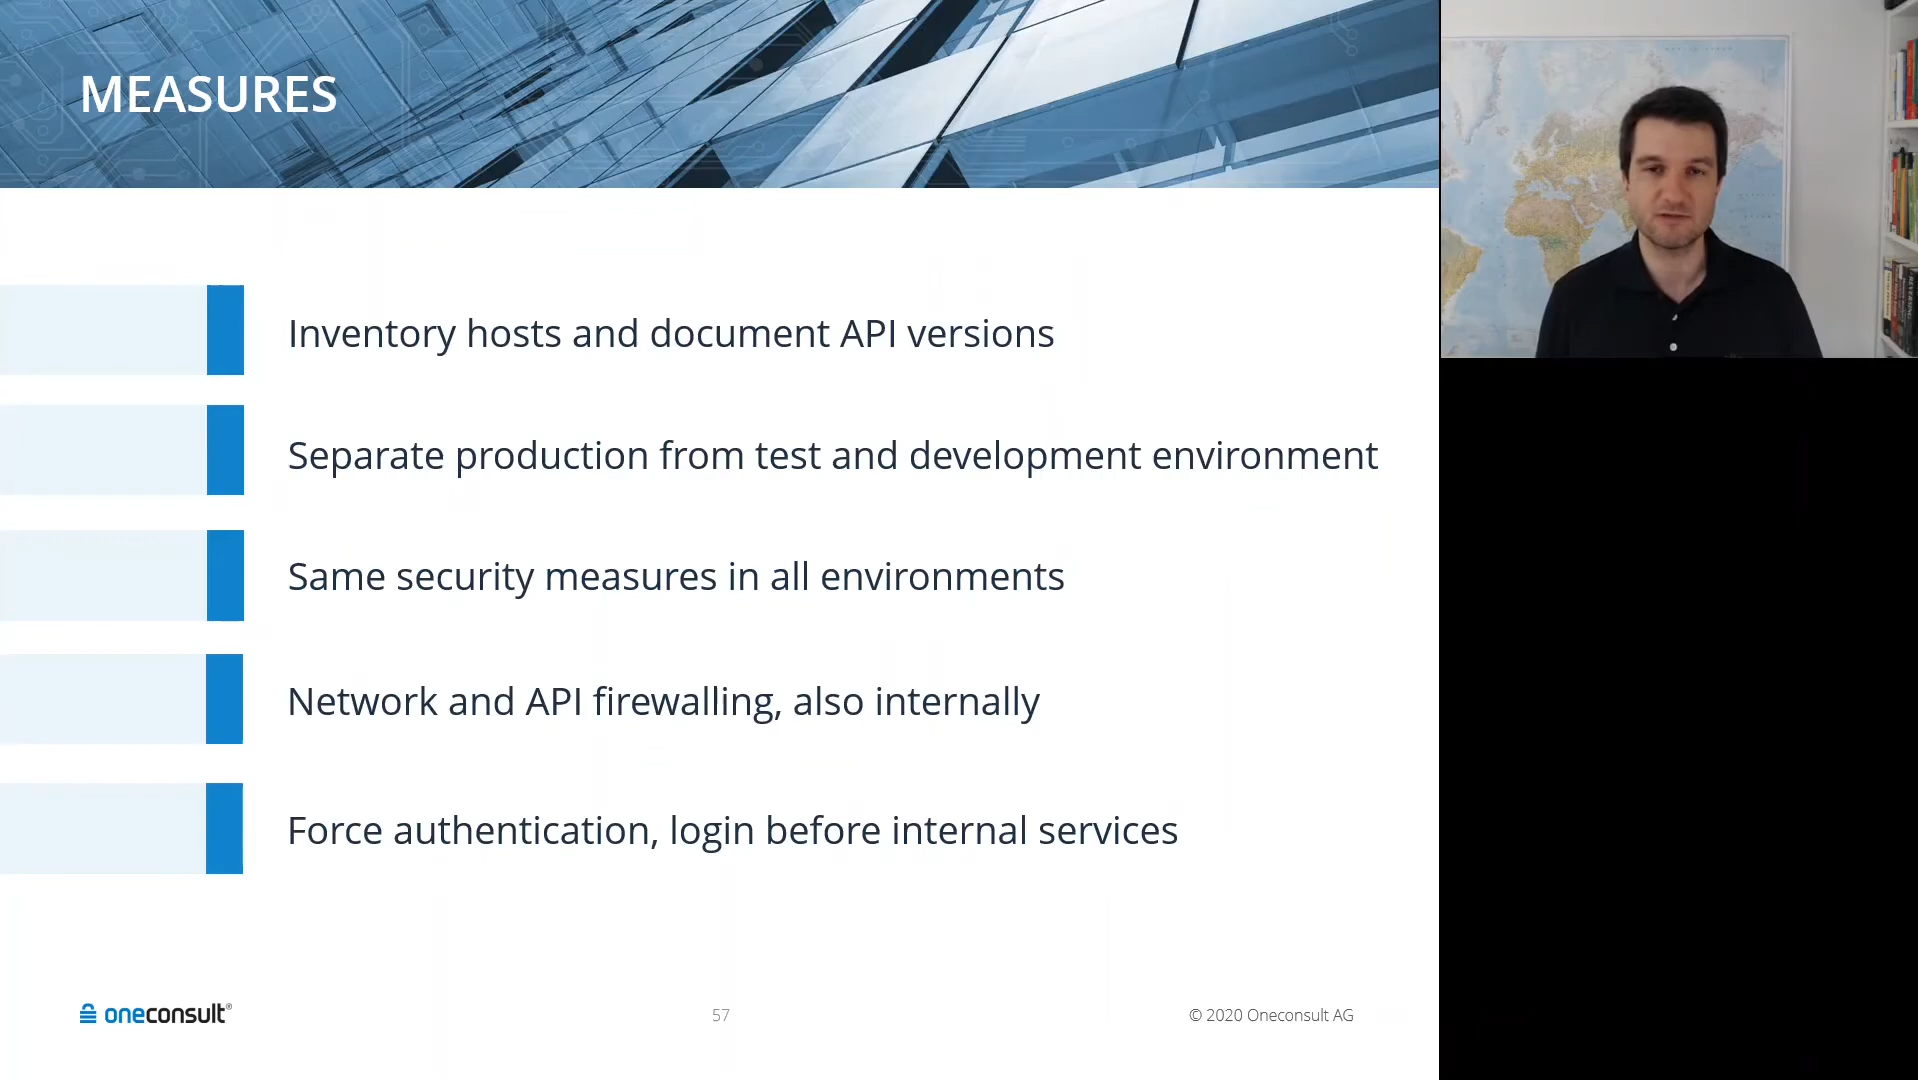 MEASURES
Inventory hosts and document API versions
Separate production from test and development environment
Same security measures in all environments
Network and API firewalling, also internally
Force authentication, login before internal services
oneconsult®
57
© 2020 Oneconsult AG